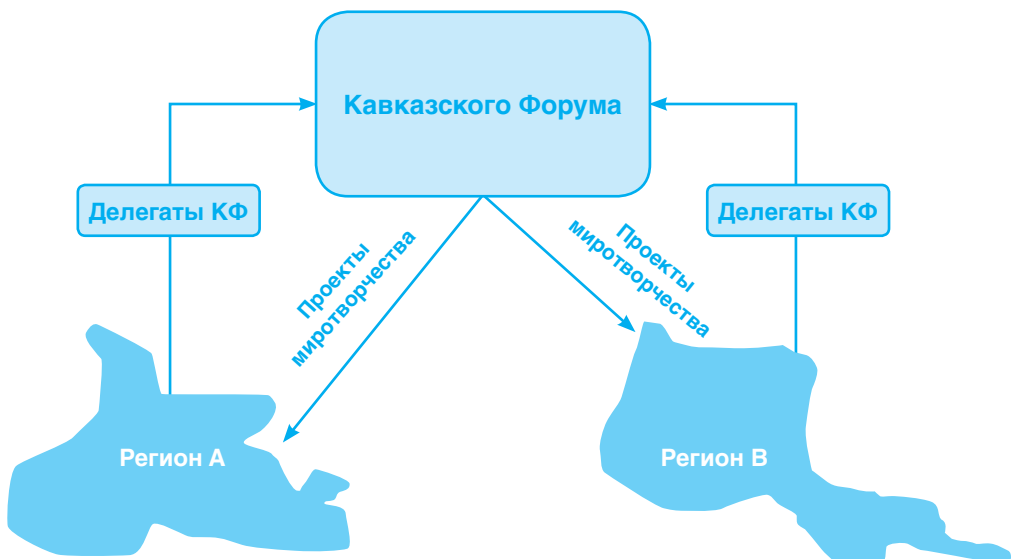 Кавказского Форума
Делегаты КФ
Делегаты КФ
Проекты
миротворчества
Проекты
миротворчества
Регион А
Регион В